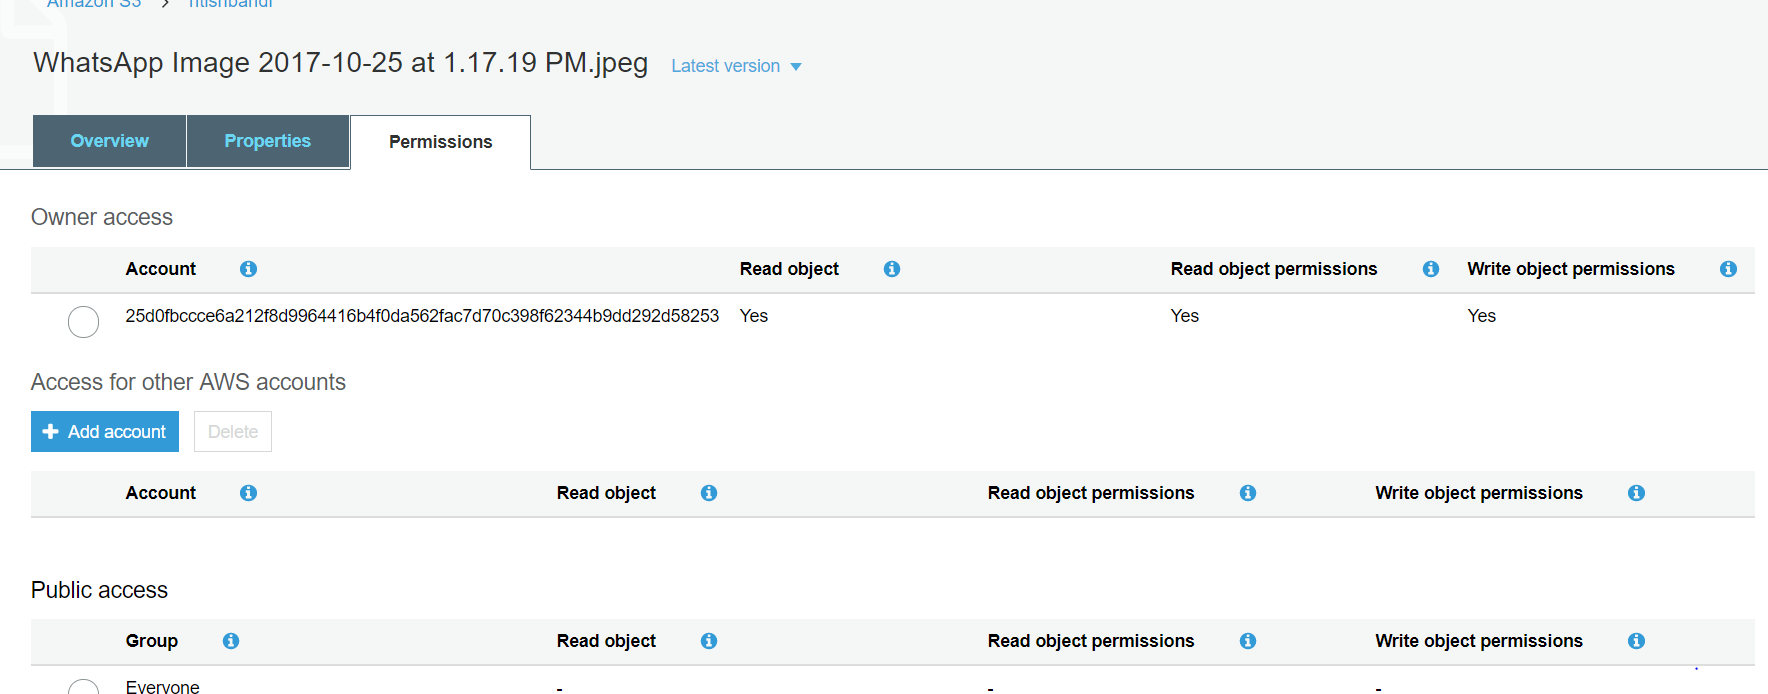 Amazon S3 > ntishbandi
WhatsApp Image 2017-10-25 at 1.17.19 PM.jpeg Latest version
Overview Properties Permissions
Owner access
Account Read object Read object permissions Write object permissions
25d0fbccce6a212f8d9964416b4f0da562fac7d70c398f62344b9dd292d58253 Yes Yes Yes
Access for other AWS accounts
Add account Delete
Account Read object Read object permissions Write object permissions
Public access
Group Read object Read object permissions Write object permissions
Everyone - - -